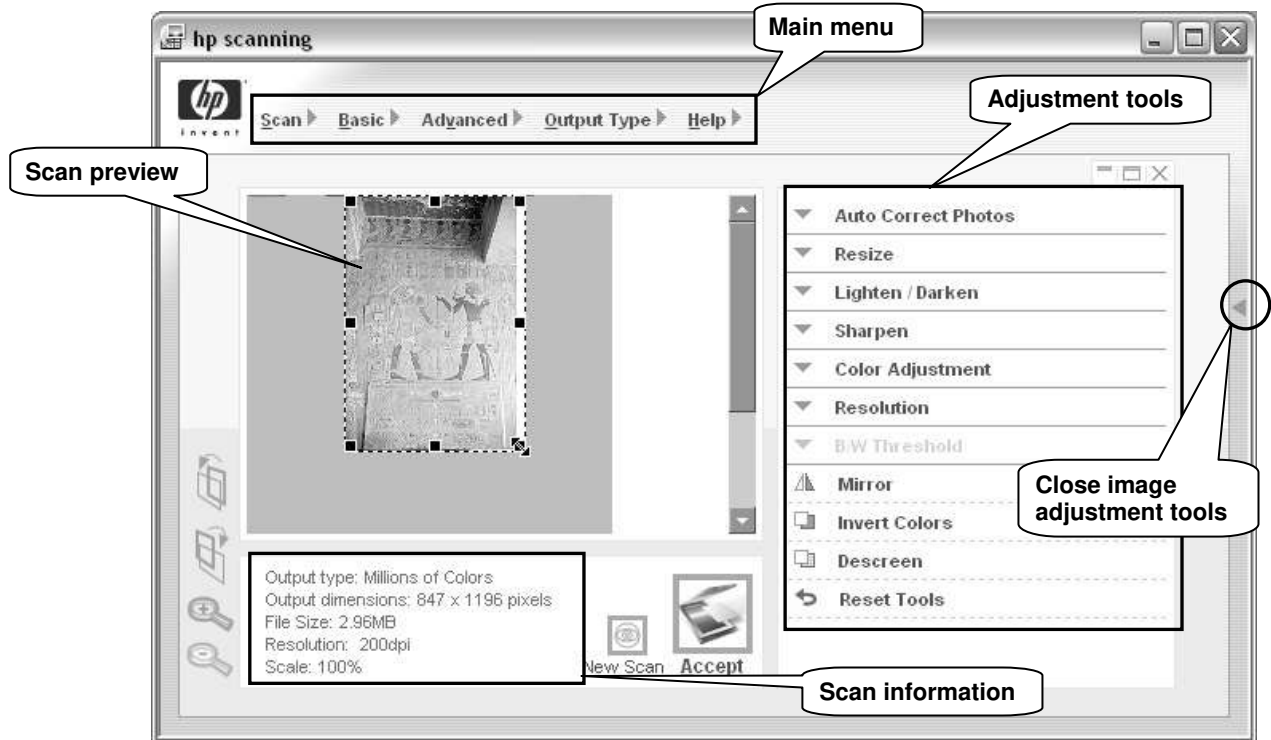 Main menu
hp scanning
Adjustment tools
hp
invent
Scan Basic Advanced Output Type Help
Scan preview
Auto Correct Photos
Resize
Lighten / Darken
Sharpen
Color Adjustment
Resolution
B/W Threshold
Mirror
Invert Colors
Descreen
Reset Tools
Close image
adjustment tools
Output type: Millions of Colors
Output dimensions: 847 x 1196 pixels
File Size: 2.96MB
Resolution: 200dpi
Scale: 100%
New Scan
Accept
Scan information